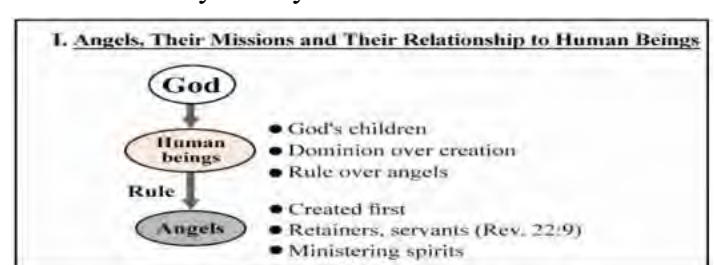 I. Angels, Their Missions and Their Relationship to Human Beings
God
Human
beings
● God's children
● Dominion over creation
● Rule over angels
Rule
Angels
● Created first
● Retainers, servants (Rev. 22:9)
● Ministering spirits